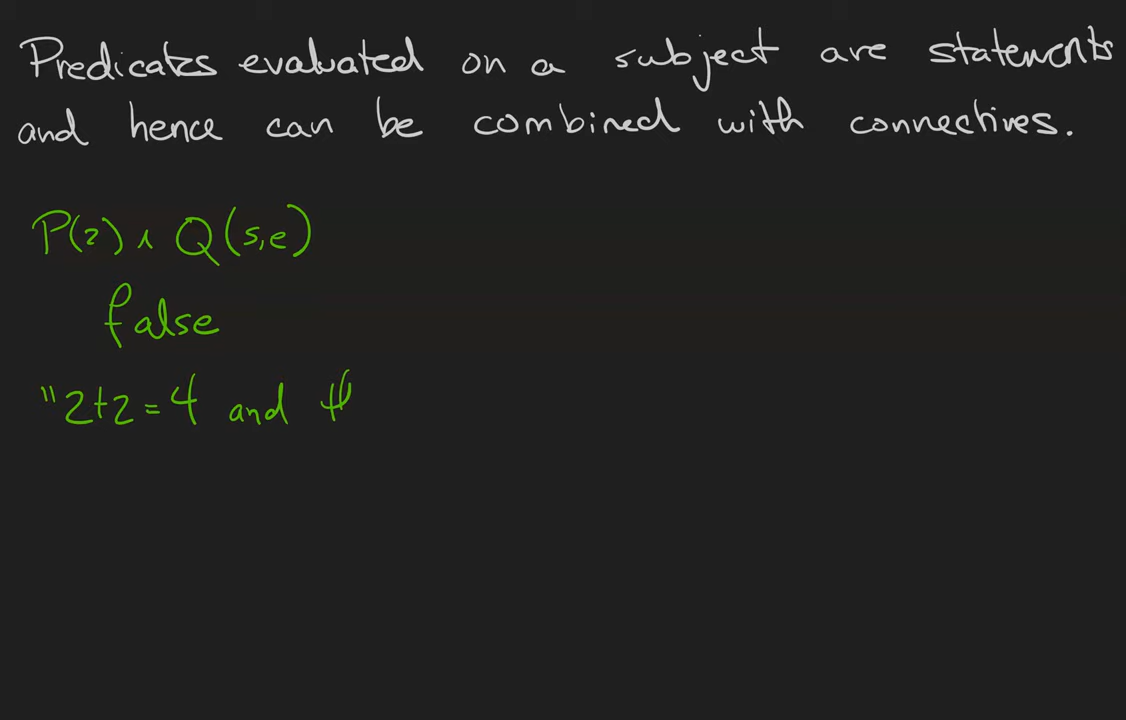 Predicates evaluated on a subject are statements
and hence can be combined with connectives.
P(2) ∧ Q(s,e)
false
"2+2=4 and th